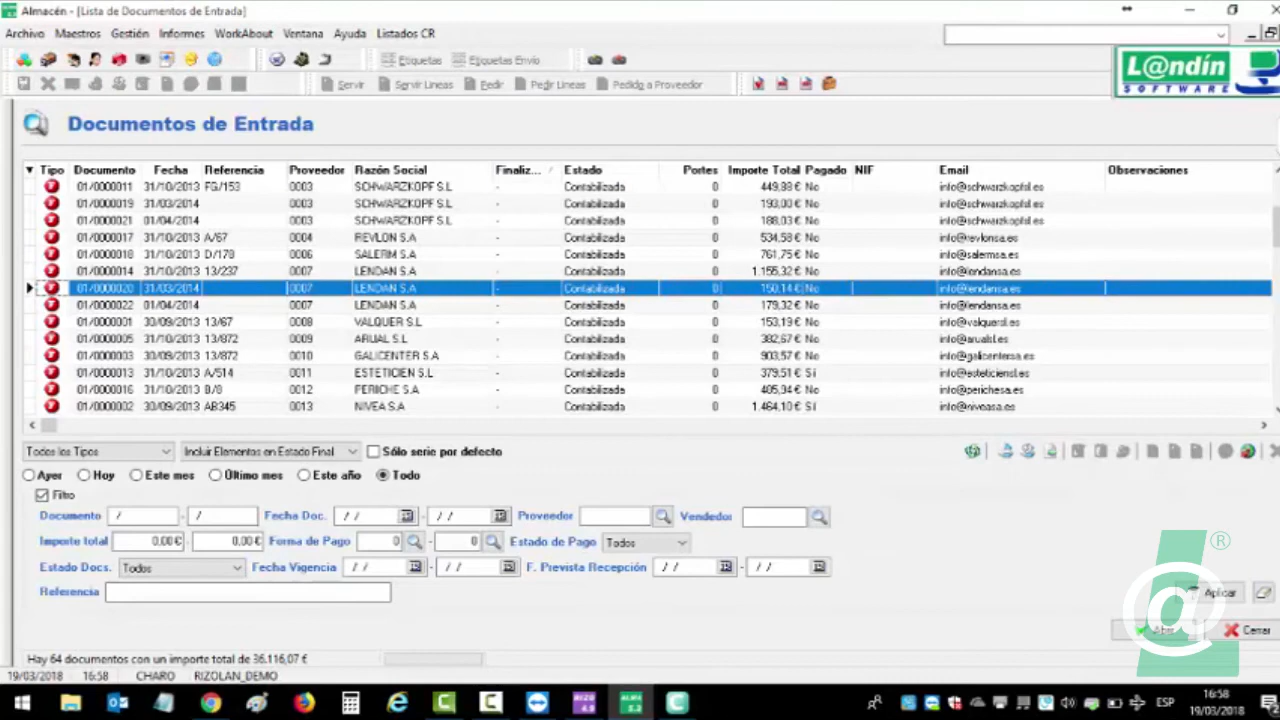 Almacén - [Lista de Documentos de Entrada]
Archivo Maestros Gestión Informes WorkAbout Ventana Ayuda Listados CR
Etiquetas Etiquetas Envio
Servir Servir Lineas Pedir Pedir Lineas Pedido a Proveedor
L@ndín
SOFTWARE
Documentos de Entrada
Tipo Documento Fecha Referencia Proveedor Razón Social Finaliz... Estado Portes Importe Total Pagado NIF Email Observaciones
01/0000011 31/10/2013 FG/153 0003 SCHWARZKOPF S.L - Contabilizada 0 449,88 € No info@schwarzkopfsl.es
01/0000019 31/03/2014 0003 SCHWARZKOPF S.L - Contabilizada 0 193,00 € No info@schwarzkopfsl.es
01/0000021 01/04/2014 0003 SCHWARZKOPF S.L - Contabilizada 0 188,03 € No info@schwarzkopfsl.es
01/0000017 31/10/2013 A/67 0004 REVLON S.A - Contabilizada 0 534,58 € No info@revlonsa.es
01/0000018 31/10/2013 D/178 0006 SALERM S.A - Contabilizada 0 761,75 € No info@salermsa.es
01/0000014 31/10/2013 13/237 0007 LENDAN S.A - Contabilizada 0 1.155,32 € No info@lendansa.es
01/0000020 31/03/2014 0007 LENDAN S.A - Contabilizada 0 150,14 € No info@lendansa.es
01/0000022 01/04/2014 0007 LENDAN S.A - Contabilizada 0 179,32 € No info@lendansa.es
01/0000001 30/09/2013 13/67 0008 VALQUER S.L - Contabilizada 0 153,19 € No info@valquersl.es
01/0000005 31/10/2013 13/872 0009 ARUAL S.L - Contabilizada 0 382,67 € No info@arualsl.es
01/0000003 30/09/2013 13/872 0010 GALICENTER S.A - Contabilizada 0 903,57 € No info@galicentersa.es
01/0000013 31/10/2013 A/514 0011 ESTETICIEN S.L - Contabilizada 0 379,51 € Sí info@esteticiensl.es
01/0000016 31/10/2013 B/8 0012 PERICHE S.A - Contabilizada 0 405,94 € No info@perichesa.es
01/0000002 30/09/2013 AB345 0013 NIVEA S.A - Contabilizada 0 1.464,10 € Sí info@niveasa.es
Todos los Tipos Incluir Elementos en Estado Final Sólo serie por defecto
Ayer Hoy Este mes Último mes Este año Todo
Filtro
Documento / - / Fecha Doc. / / - / / Proveedor Vendedor
Importe total 0,00 € - 0,00 € Forma de Pago 0 - 0 Estado de Pago Todos
Estado Docs. Todos Fecha Vigencia / / - / / F. Prevista Recepción / / - / /
Referencia
Aplicar
Abrir Cerrar
@ ®
Hay 64 documentos con un importe total de 36.116,07 €
19/03/2018 16:58 CHARO RIZOLAN_DEMO
ESP 16:58
19/03/2018